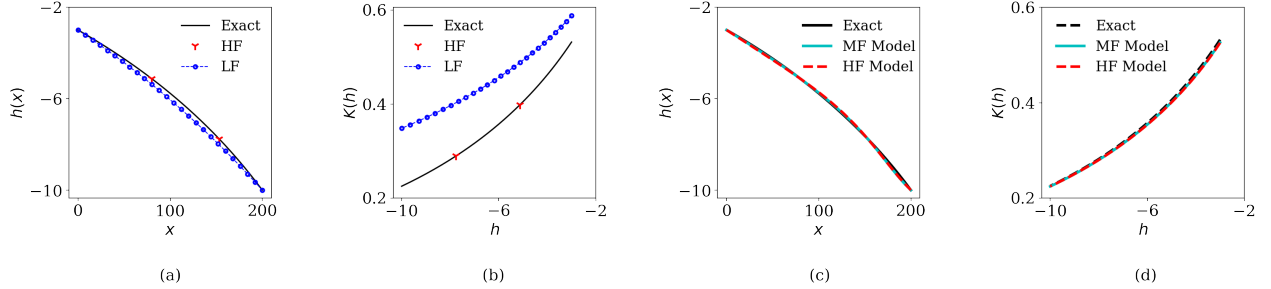 −2
−6
−10
h(x)
0
100
200
x
Exact
HF
LF
(a)
0.6
0.4
0.2
K(h)
−10
−6
−2
h
Exact
HF
LF
(b)
−2
−6
−10
h(x)
0
100
200
x
Exact
MF Model
HF Model
(c)
0.6
0.4
0.2
K(h)
−10
−6
−2
h
Exact
MF Model
HF Model
(d)